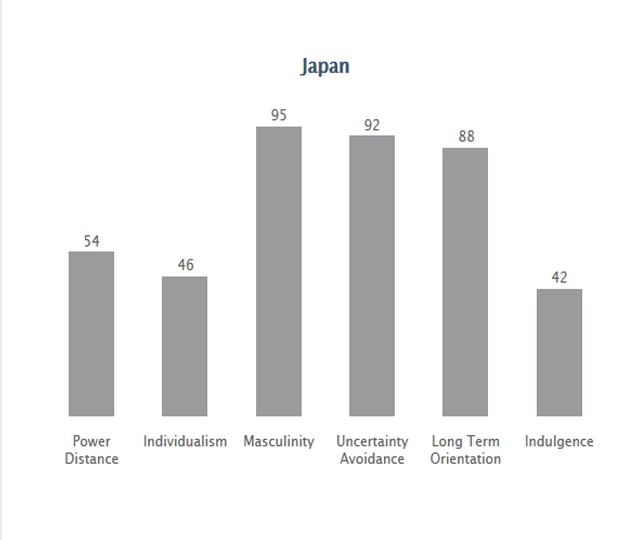 Japan
95
92
88
54
46
42
Power
Distance
Individualism
Masculinity
Uncertainty
Avoidance
Long Term
Orientation
Indulgence